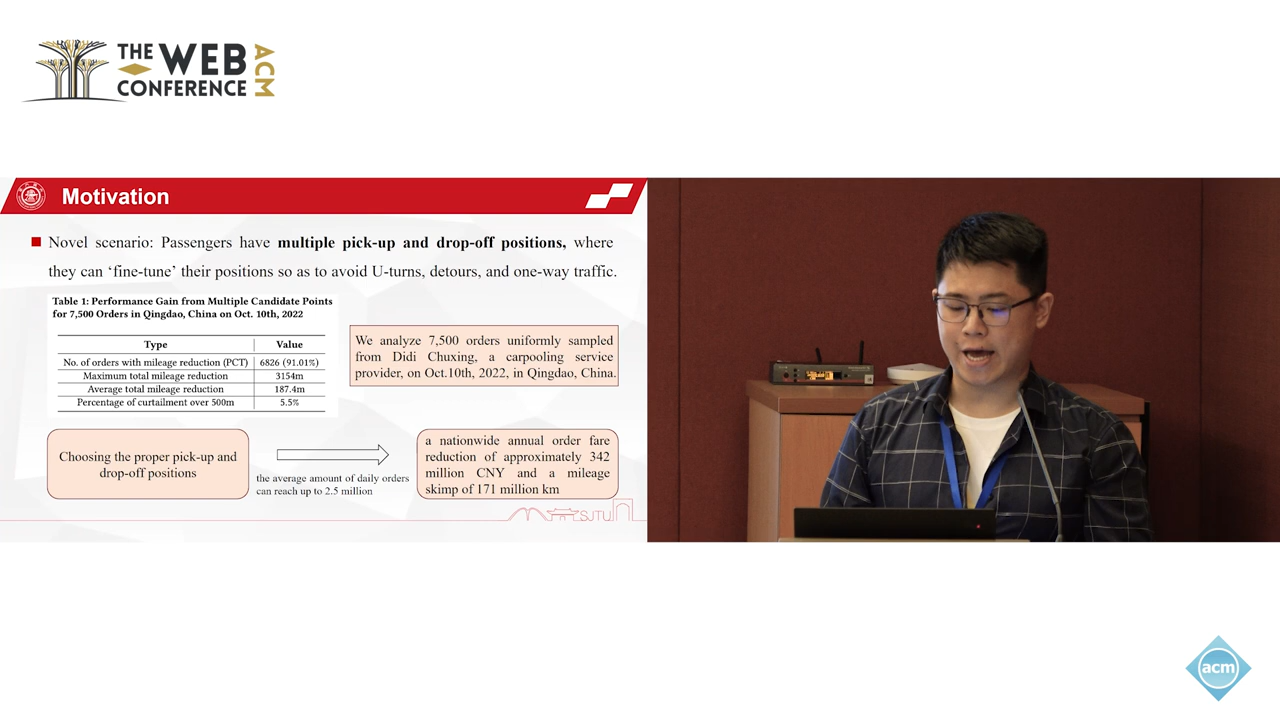 THE WEB
CONFERENCE
ACM
Motivation
Novel scenario: Passengers have multiple pick-up and drop-off positions, where
they can ‘fine-tune’ their positions so as to avoid U-turns, detours, and one-way traffic.
Table 1: Performance Gain from Multiple Candidate Points
for 7,500 Orders in Qingdao, China on Oct. 10th, 2022
Type Value
No. of orders with mileage reduction (PCT) 6826 (91.01%)
Maximum total mileage reduction 3154m
Average total mileage reduction 187.4m
Percentage of curtailment over 500m 5.5%
We analyze 7,500 orders uniformly sampled
from Didi Chuxing, a carpooling service
provider, on Oct.10th, 2022, in Qingdao, China.
Choosing the proper pick-up and
drop-off positions
the average amount of daily orders
can reach up to 2.5 million
a nationwide annual order fare
reduction of approximately 342
million CNY and a mileage
skimp of 171 million km
SJTU
acm